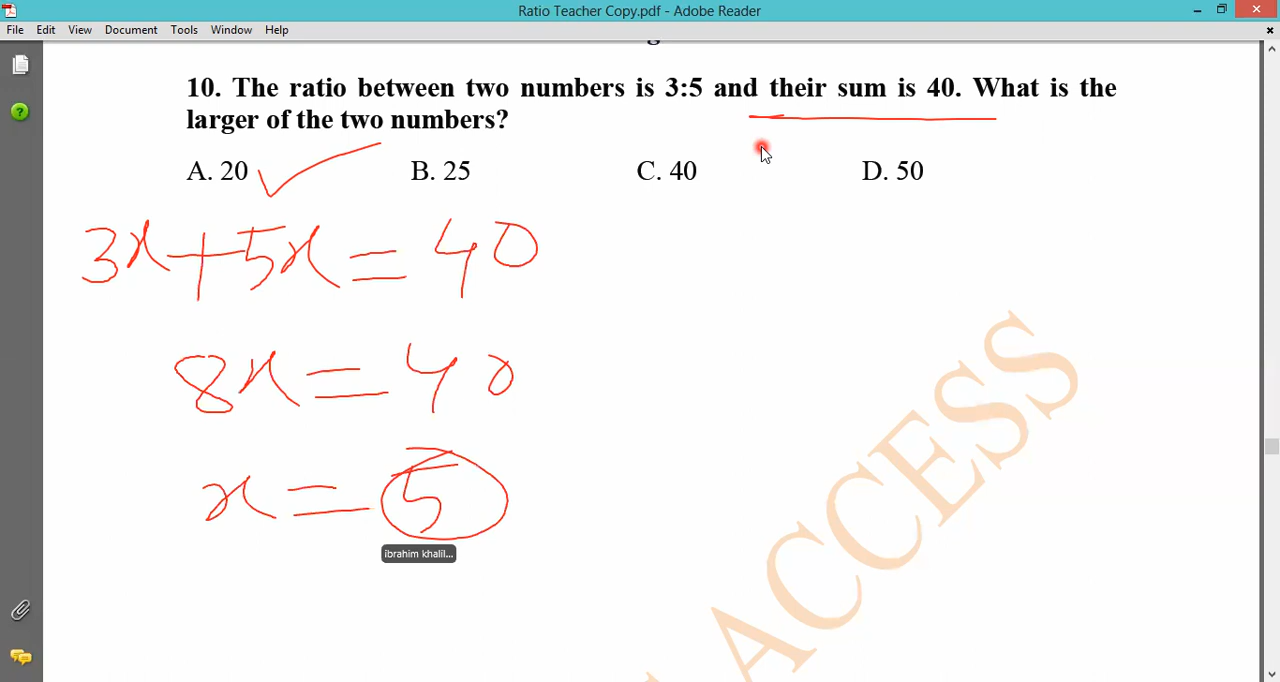 Ratio Teacher Copy.pdf - Adobe Reader
File Edit View Document Tools Window Help
10. The ratio between two numbers is 3:5 and their sum is 40. What is the
larger of the two numbers?
A. 20 B. 25 C. 40 D. 50
3x+5x=40
8x=40
x=5
ibrahim khalil...
ACCESS